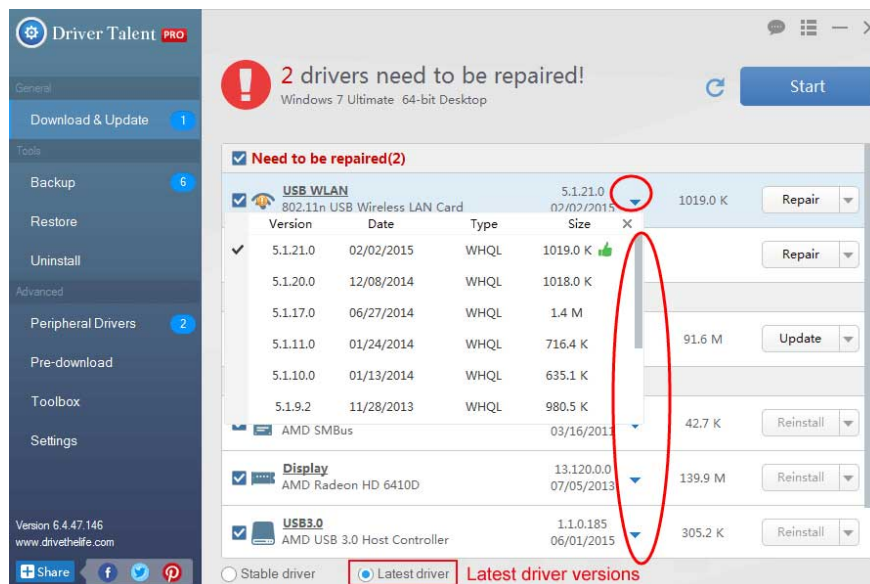 Driver Talent PRO
General
Download & Update 1
Tools
Backup 6
Restore
Uninstall
Advanced
Peripheral Drivers 2
Pre-download
Toolbox
Settings
Version 6.4.47.146
www.drivethelife.com
Share
2 drivers need to be repaired!
Windows 7 Ultimate 64-bit Desktop
Start
Need to be repaired(2)
USB WLAN 5.1.21.0
802.11n USB Wireless LAN Card 02/02/2015 1019.0 K Repair
Version Date Type Size
5.1.21.0 02/02/2015 WHQL 1019.0 K
Repair
5.1.20.0 12/08/2014 WHQL 1018.0 K
5.1.17.0 06/27/2014 WHQL 1.4 M
5.1.11.0 01/24/2014 WHQL 716.4 K
91.6 M Update
5.1.10.0 01/13/2014 WHQL 635.1 K
5.1.9.2 11/28/2013 WHQL 980.5 K
AMD SMBus 03/16/2011 42.7 K Reinstall
Display 13.120.0.0
AMD Radeon HD 6410D 07/05/2013 139.9 M Reinstall
USB3.0 1.1.0.185
AMD USB 3.0 Host Controller 06/01/2015 305.2 K Reinstall
Stable driver Latest driver Latest driver versions